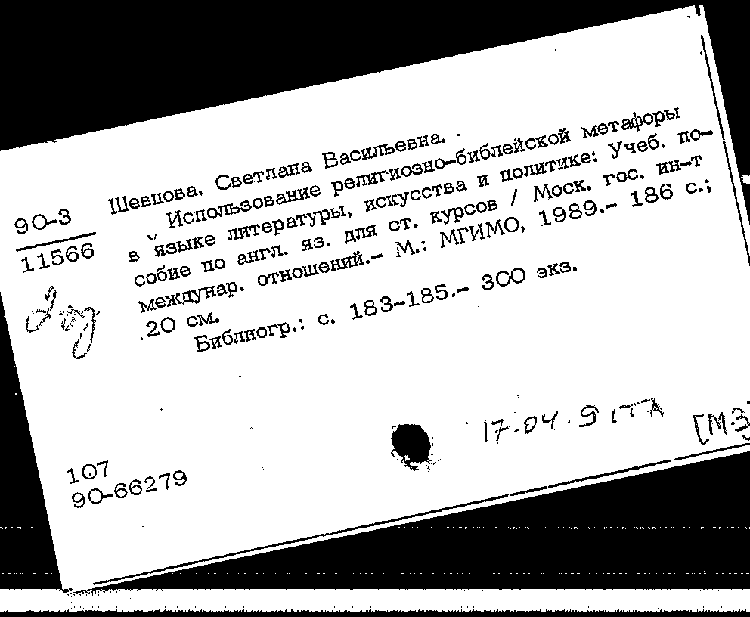 90-3
11566
Шевцова, Светлана Васильевна.
Использование религиозно-библейской метафоры
в языке литературы, искусства и политике: Учеб. по-
собие по англ. яз. для ст. курсов / Моск. гос. ин-т
междунар. отношений.- М.: МГИМО, 1989.- 186 с.;
20 см.
Библиогр.: с. 183-185.- 300 экз.
17.04.9
[МЗ
107
90-66279